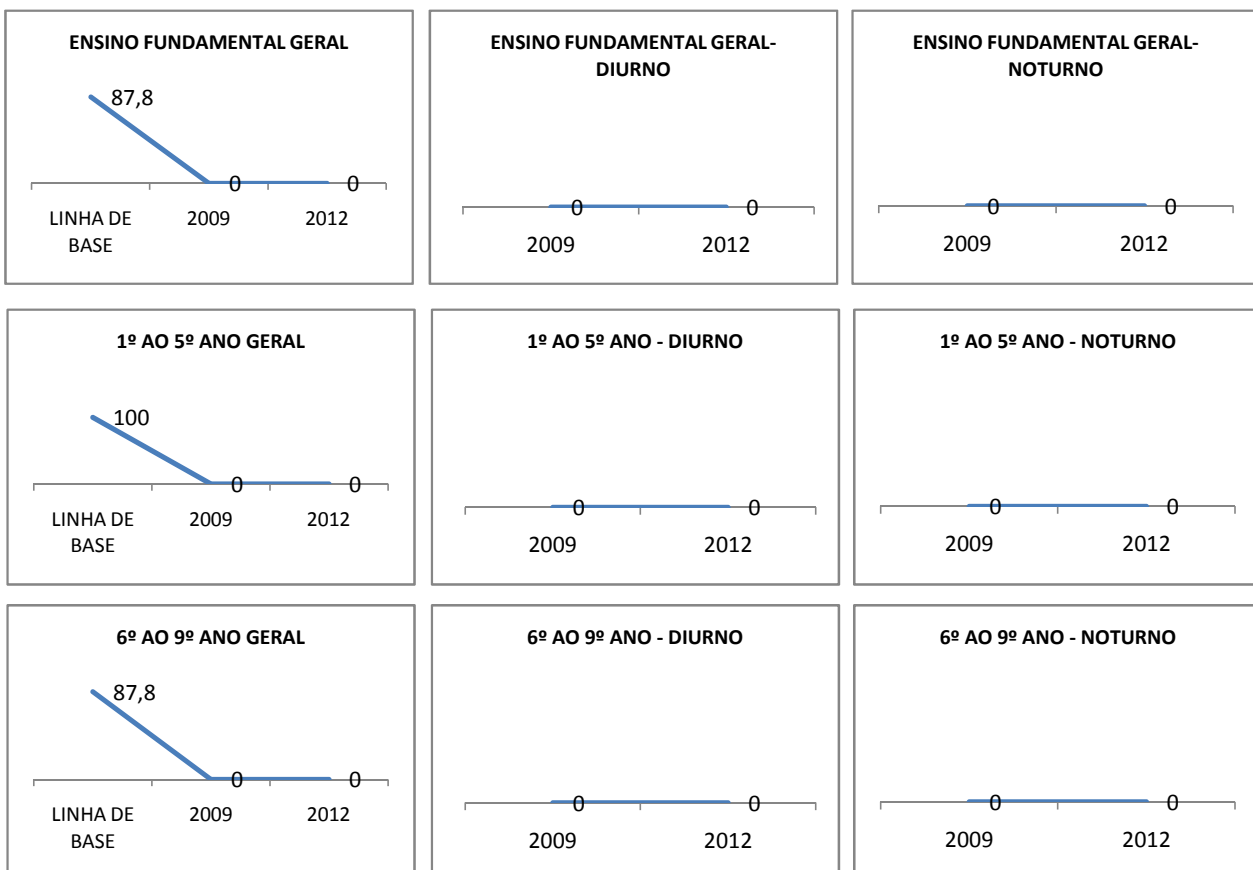 ENSINO FUNDAMENTAL GERAL
87,8
0
0
LINHA DE
BASE
2009
2012
ENSINO FUNDAMENTAL GERAL-
DIURNO
0
0
2009
2012
ENSINO FUNDAMENTAL GERAL-
NOTURNO
0
0
2009
2012
1º AO 5º ANO GERAL
100
0
0
LINHA DE
BASE
2009
2012
1º AO 5º ANO - DIURNO
0
0
2009
2012
1º AO 5º ANO - NOTURNO
0
0
2009
2012
6º AO 9º ANO GERAL
87,8
0
0
LINHA DE
BASE
2009
2012
6º AO 9º ANO - DIURNO
0
0
2009
2012
6º AO 9º ANO - NOTURNO
0
0
2009
2012